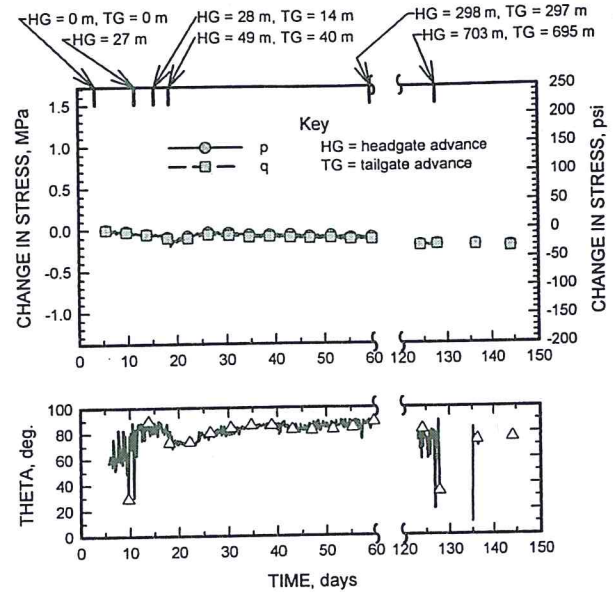 HG = 0 m, TG = 0 m
HG = 27 m
HG = 28 m, TG = 14 m
HG = 49 m, TG = 40 m
HG = 298 m, TG = 297 m
HG = 703 m, TG = 695 m
Key
p HG = headgate advance
q TG = tailgate advance
CHANGE IN STRESS, MPa
1.5
1.0
0.5
0.0
-0.5
-1.0
CHANGE IN STRESS, psi
250
200
150
100
50
0
-50
-100
-150
-200
0 10 20 30 40 50 60 120 130 140 150
THETA, deg.
100
80
60
40
20
0
0 10 20 30 40 50 60 120 130 140 150
TIME, days